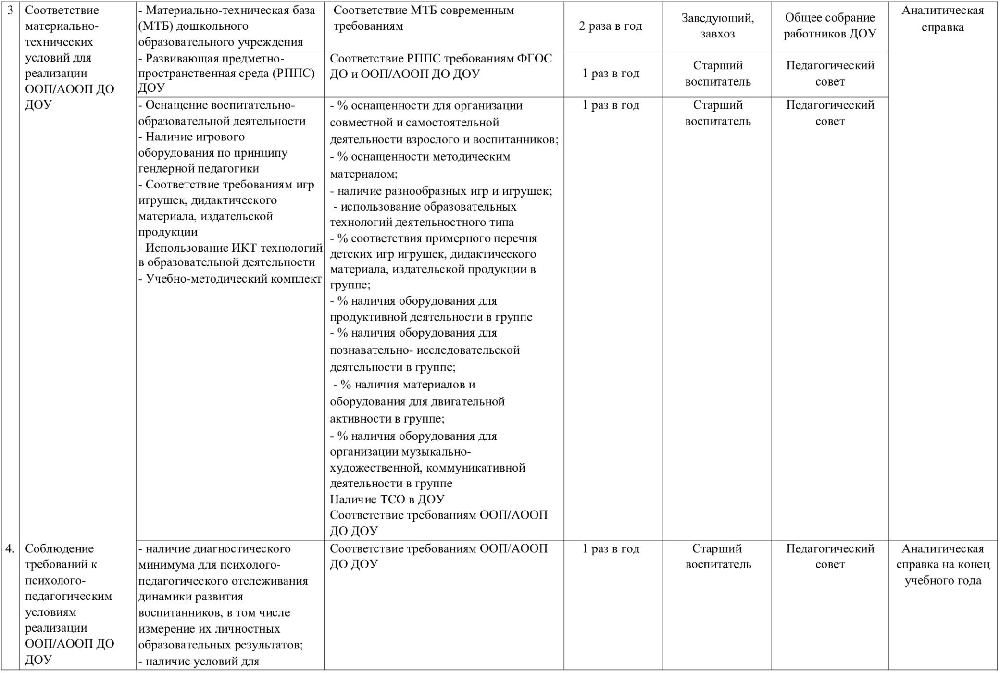 3
Соответствие
материально-
технических
условий для
реализации
ООП/АООП ДО
ДОУ
- Материально-техническая база
(МТБ) дошкольного
образовательного учреждения
Соответствие МТБ современным
требованиям
2 раза в год
Заведующий,
завхоз
Общее собрание
работников ДОУ
Аналитическая
справка
- Развивающая предметно-
пространственная среда (РППС)
ДОУ
Соответствие РППС требованиям ФГОС
ДО и ООП/АООП ДО ДОУ
1 раз в год
Старший
воспитатель
Педагогический
совет
- Оснащение воспитательно-
образовательной деятельности
- Наличие игрового
оборудования по принципу
гендерной педагогики
- Соответствие требованиям игр
игрушек, дидактического
материала, издательской
продукции
- Использование ИКТ технологий
в образовательной деятельности
- Учебно-методический комплект
- % оснащенности для организации
совместной и самостоятельной
деятельности взрослого и воспитанников;
- % оснащенности методическим
материалом;
- наличие разнообразных игр и игрушек;
- использование образовательных
технологий деятельностного типа
- % соответствия примерного перечня
детских игр игрушек, дидактического
материала, издательской продукции в
группе;
- % наличия оборудования для
продуктивной деятельности в группе
- % наличия оборудования для
познавательно- исследовательской
деятельности в группе;
- % наличия материалов и
оборудования для двигательной
активности в группе;
- % наличия оборудования для
организации музыкально-
художественной, коммуникативной
деятельности в группе
Наличие ТСО в ДОУ
Соответствие требованиям ООП/АООП
ДО ДОУ
1 раз в год
Старший
воспитатель
Педагогический
совет
4.
Соблюдение
требований к
психолого-
педагогическим
условиям
реализации
ООП/АООП ДО
ДОУ
- наличие диагностического
минимума для психолого-
педагогического отслеживания
динамики развития
воспитанников, в том числе
измерение их личностных
образовательных результатов;
- наличие условий для
Соответствие требованиям ООП/АООП
ДО ДОУ
1 раз в год
Старший
воспитатель
Педагогический
совет
Аналитическая
справка на конец
учебного года